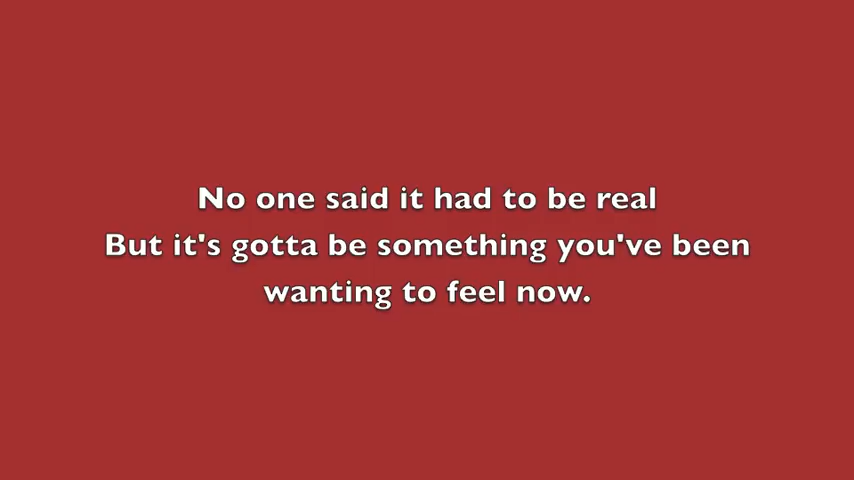 No one said it had to be real
But it's gotta be something you've been
wanting to feel now.